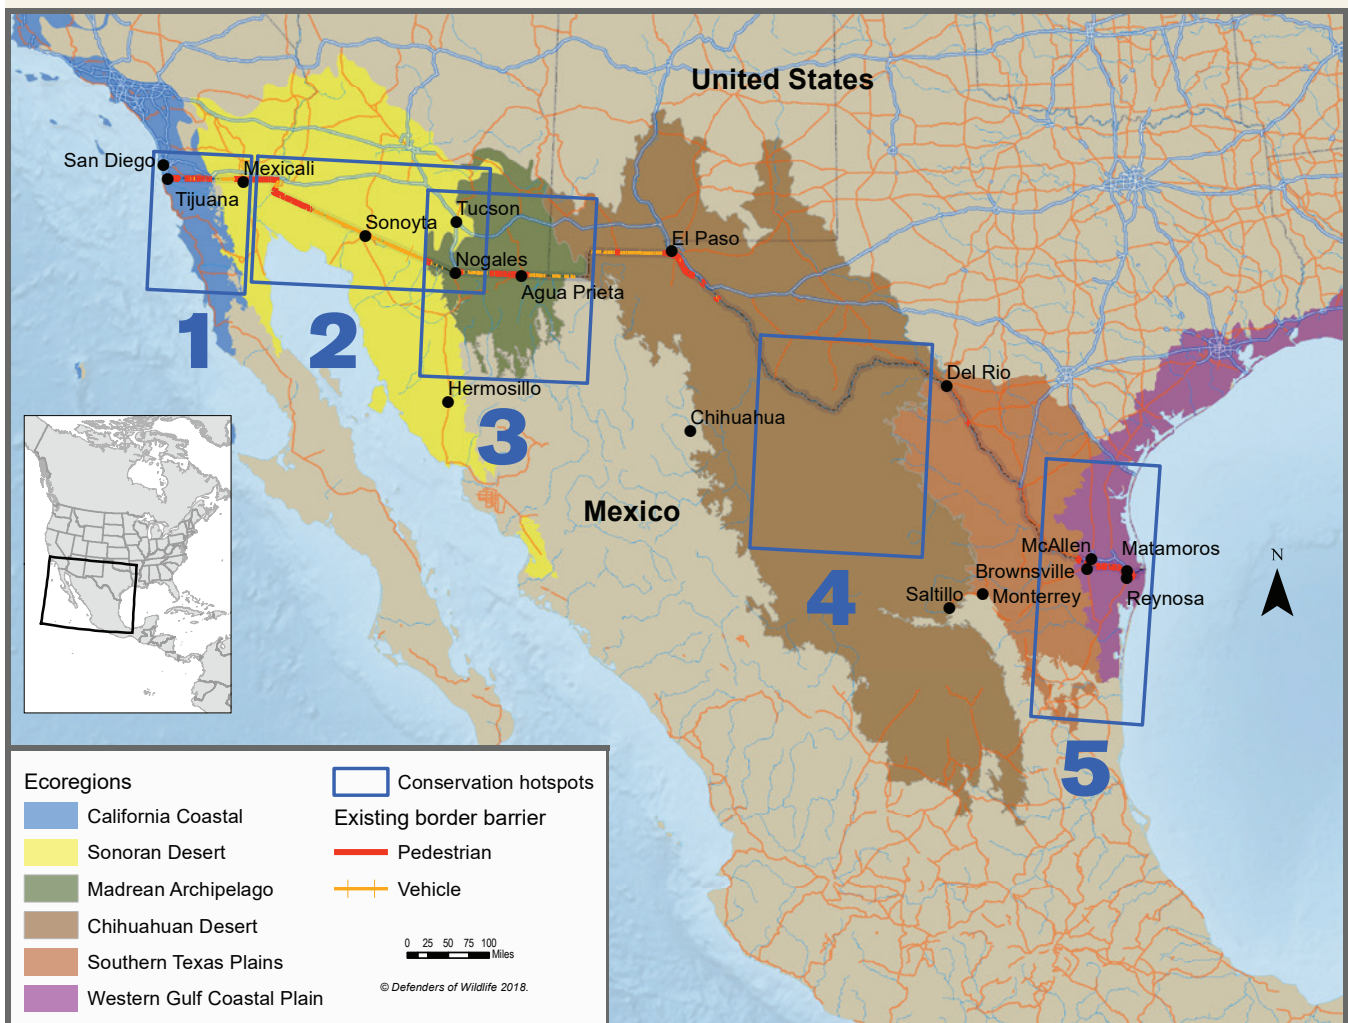 United States
San Diego
Mexicali
Tijuana
Tucson
Sonoyta
El Paso
Nogales
Agua Prieta
1
2
Del Rio
Hermosillo
Chihuahua
3
Mexico
McAllen
Matamoros
N
Brownsville
4
Saltillo
Monterrey
Reynosa
5
Ecoregions
California Coastal
Sonoran Desert
Madrean Archipelago
Chihuahuan Desert
Southern Texas Plains
Western Gulf Coastal Plain
Conservation hotspots
Existing border barrier
Pedestrian
Vehicle
0 25 50 75 100
Miles
© Defenders of Wildlife 2018.